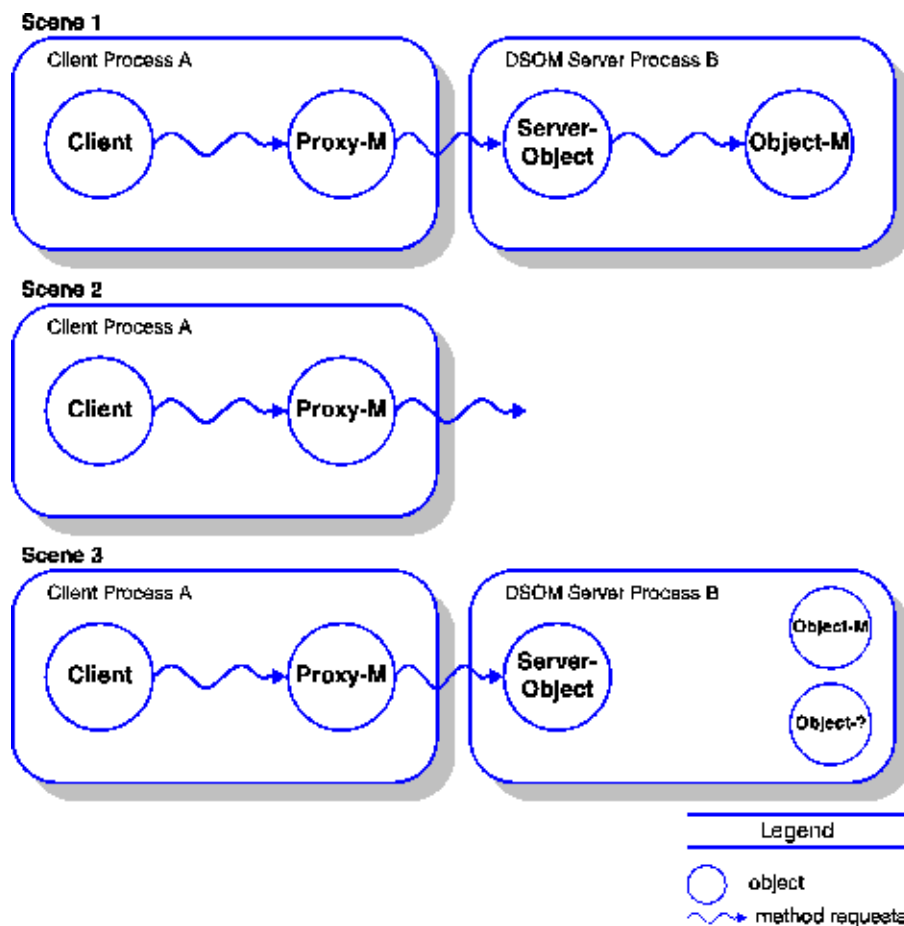 Scene 1
Client Process A
DSOM Server Process B
Client
Proxy-M
Server-
Object
Object-M
Scene 2
Client Process A
Client
Proxy-M
Scene 3
Client Process A
DSOM Server Process B
Client
Proxy-M
Server-
Object
Object-M
Object-?
Legend
object
method requests